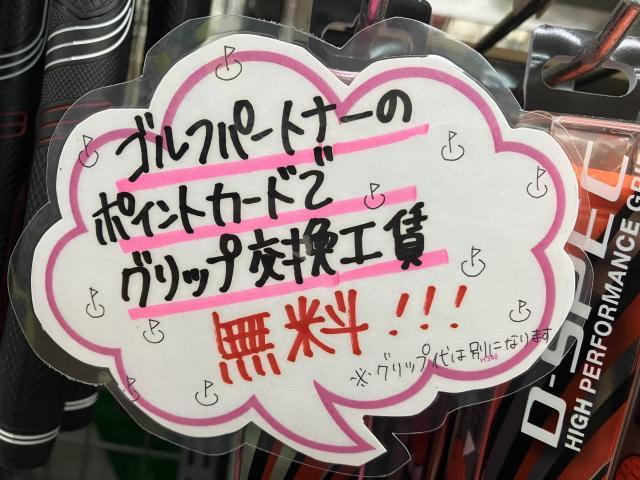 ゴルフパートナーの
ポイントカードで
グリップ交換工賃
無料!!!
※グリップ代は別になります
D-SPEC
HIGH PERFORMANCE GRI